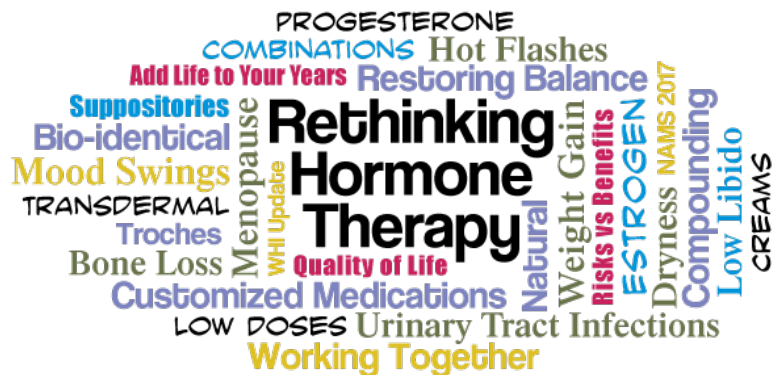 PROGESTERONE
COMBINATIONS
Hot Flashes
Add Life to Your Years
Restoring Balance
Suppositories
Bio-identical
Mood Swings
TRANSDERMAL
Troches
Bone Loss
Menopause
WHI Update
Rethinking
Hormone
Therapy
Quality of Life
Natural
Weight Gain
Risks vs Benefits
ESTROGEN
Dryness
NAMS 2017
Compounding
Low Libido
CREAMS
Customized Medications
LOW DOSES
Urinary Tract Infections
Working Together